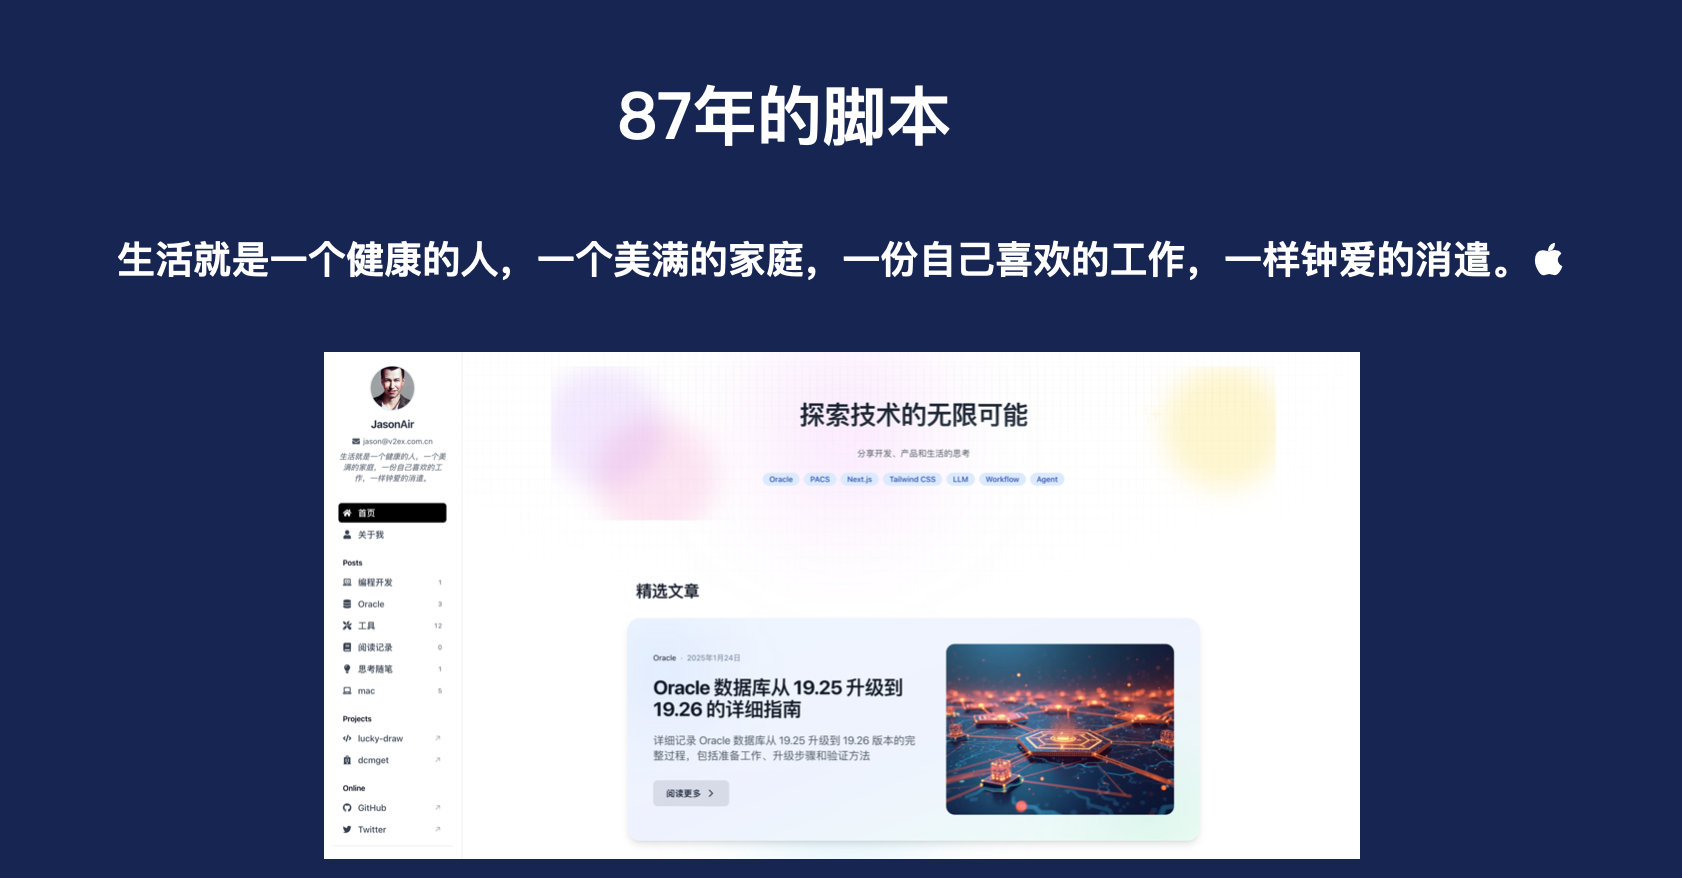 87年的脚本
生活就是一个健康的人，一个美满的家庭，一份自己喜欢的工作，一样钟爱的消遣。
JasonAir
jason@v2ex.com.cn
生活就是一个健康的人，一个美
满的家庭，一份自己喜欢的工
作，一样钟爱的消遣。
首页
关于我
Posts
编程开发 1
Oracle 3
工具 12
阅读记录 0
思考随笔 1
mac 5
Projects
lucky-draw
dcmget
Online
GitHub
Twitter
探索技术的无限可能
分享开发、产品和生活的思考
Oracle PACS Next.js Tailwind CSS LLM Workflow Agent
精选文章
Oracle · 2025年1月24日
Oracle 数据库从 19.25 升级到
19.26 的详细指南
详细记录 Oracle 数据库从 19.25 升级到 19.26 版本的完
整过程，包括准备工作、升级步骤和验证方法
阅读更多